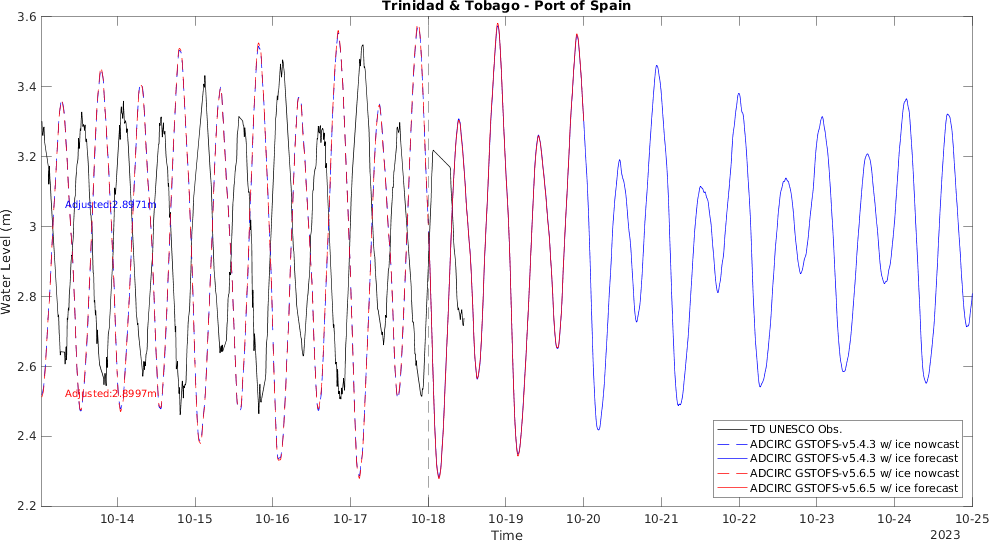 Trinidad & Tobago - Port of Spain
3.6
3.4
3.2
3
2.8
2.6
2.4
2.2
Water Level (m)
Adjusted:2.8971m
Adjusted:2.8997m
TD UNESCO Obs.
ADCIRC GSTOFS-v5.4.3 w/ ice nowcast
ADCIRC GSTOFS-v5.4.3 w/ ice forecast
ADCIRC GSTOFS-v5.6.5 w/ ice nowcast
ADCIRC GSTOFS-v5.6.5 w/ ice forecast
10-14 10-15 10-16 10-17 10-18 10-19 10-20 10-21 10-22 10-23 10-24 10-25
Time
2023